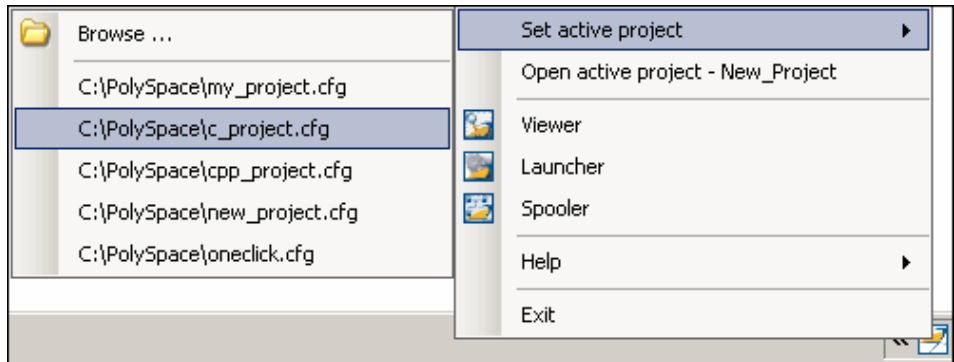 Browse ...
C:\PolySpace\my_project.cfg
C:\PolySpace\c_project.cfg
C:\PolySpace\cpp_project.cfg
C:\PolySpace\new_project.cfg
C:\PolySpace\oneclick.cfg
Set active project
Open active project - New_Project
Viewer
Launcher
Spooler
Help
Exit